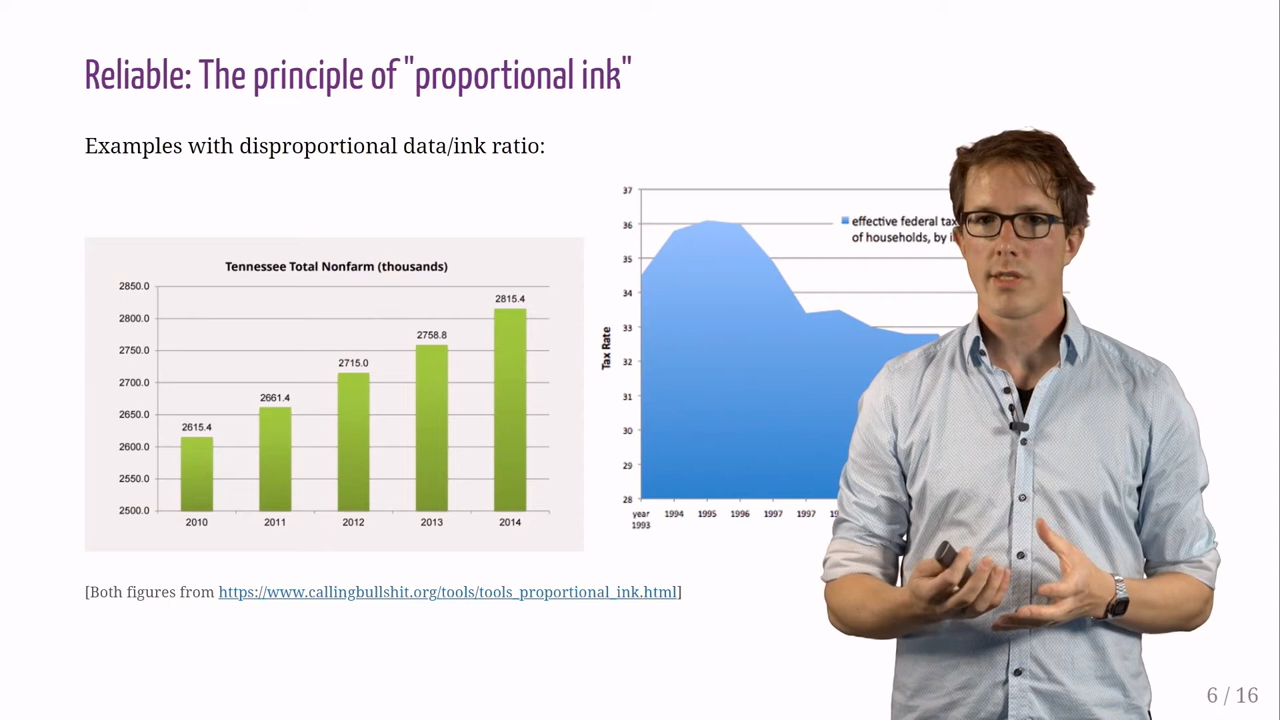 Reliable: The principle of "proportional ink"
Examples with disproportional data/ink ratio:
Tennessee Total Nonfarm (thousands)
2850.0
2800.0
2750.0
2700.0
2650.0
2600.0
2550.0
2500.0
2615.4
2661.4
2715.0
2758.8
2815.4
2010 2011 2012 2013 2014
37
36
35
34
33
32
31
30
29
28
Tax Rate
effective federal tax
of households, by
year 1994 1995 1996 1997 1997
1993
[Both figures from https://www.callingbullshit.org/tools/tools_proportional_ink.html]
6 / 16